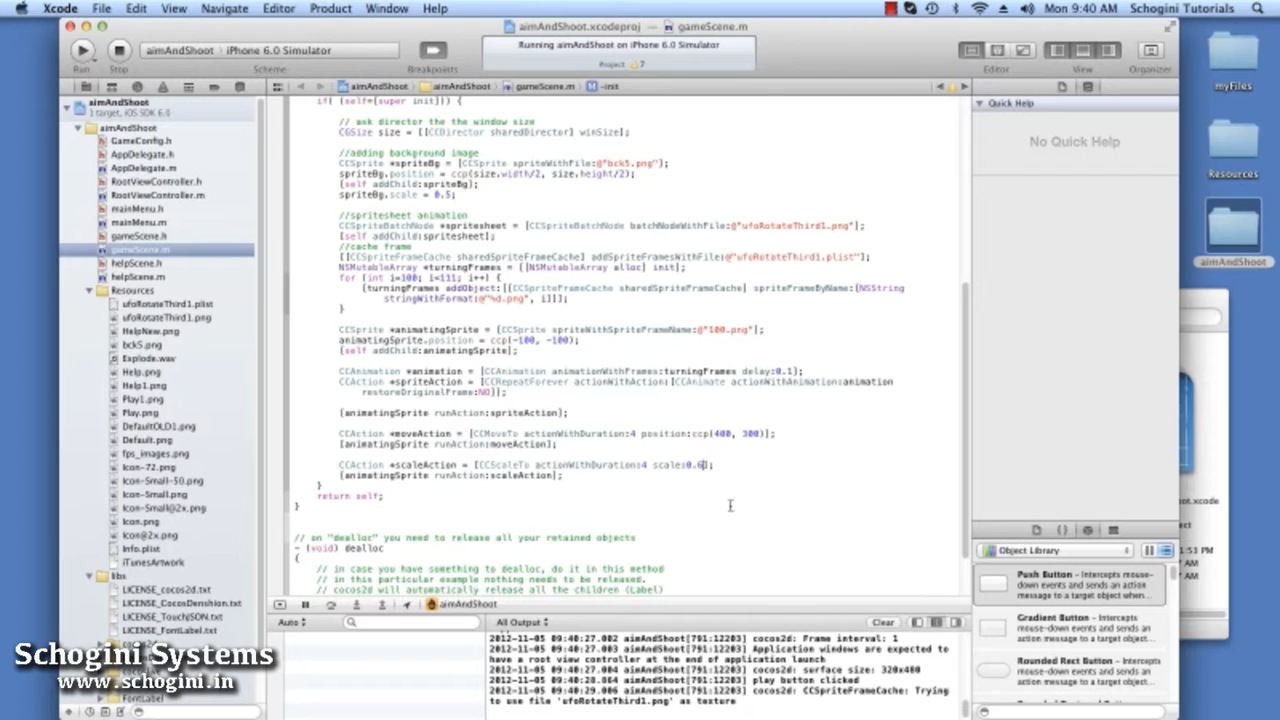 Xcode File Edit View Navigate Editor Product Window Help
Mon 9:40 AM Schogini Tutorials
aimAndShoot.xcodeproj — gameScene.m
aimAndShoot iPhone 6.0 Simulator
Running aimAndShoot on iPhone 6.0 Simulator
Project 7
Run Stop Scheme Breakpoints Editor View Organizer
aimAndShoot aimAndShoot gameScene.m -init
aimAndShoot
1 target, iOS SDK 6.0
aimAndShoot
GameConfig.h
AppDelegate.h
AppDelegate.m
RootViewController.h
RootViewController.m
mainMenu.h
mainMenu.m
gameScene.h
gameScene.m
helpScene.h
helpScene.m
Resources
ufoRotateThird1.plist
ufoRotateThird1.png
HelpNew.png
bck5.png
Explode.wav
Help.png
Help1.png
Play1.png
Play.png
DefaultOLD1.png
Default.png
fps_images.png
Icon-72.png
Icon-Small-50.png
Icon-Small.png
Icon-Small@2x.png
Icon.png
Icon@2x.png
Info.plist
iTunesArtwork
libs
LICENSE_cocos2d.txt
LICENSE_CocosDenshion.txt
LICENSE_TouchJSON.txt
LICENSE_FontLabel.txt
FontLabel
if( (self=[super init])) {
// ask director the the window size
CGSize size = [[CCDirector sharedDirector] winSize];
//adding background image
CCSprite *spriteBg = [CCSprite spriteWithFile:@"bck5.png"];
spriteBg.position = ccp(size.width/2, size.height/2);
[self addChild:spriteBg];
spriteBg.scale = 0.5;
//spritesheet animation
CCSpriteBatchNode *spritesheet = [CCSpriteBatchNode batchNodeWithFile:@"ufoRotateThird1.png"];
[self addChild:spritesheet];
//cache frame
[[CCSpriteFrameCache sharedSpriteFrameCache] addSpriteFramesWithFile:@"ufoRotateThird1.plist"];
NSMutableArray *turningFrames = [[NSMutableArray alloc] init];
for (int i=100; i<111; i++) {
[turningFrames addObject:[[CCSpriteFrameCache sharedSpriteFrameCache] spriteFrameByName:[NSString
stringWithFormat:@"%d.png", i]]];
}
CCSprite *animatingSprite = [CCSprite spriteWithSpriteFrameName:@"100.png"];
animatingSprite.position = ccp(-100, -100);
[self addChild:animatingSprite];
CCAnimation *animation = [CCAnimation animationWithFrames:turningFrames delay:0.1];
CCAction *spriteAction = [CCRepeatForever actionWithAction:[CCAnimate actionWithAnimation:animation
restoreOriginalFrame:NO]];
[animatingSprite runAction:spriteAction];
CCAction *moveAction = [CCMoveTo actionWithDuration:4 position:ccp(400, 300)];
[animatingSprite runAction:moveAction];
CCAction *scaleAction = [CCScaleTo actionWithDuration:4 scale:0.6];
[animatingSprite runAction:scaleAction];
}
return self;
}
// on "dealloc" you need to release all your retained objects
- (void) dealloc
{
// in case you have something to dealloc, do it in this method
// in this particular example nothing needs to be released.
// cocos2d will automatically release all the children (Label)
aimAndShoot
Auto All Output Clear
2012-11-05 09:40:27.002 aimAndShoot[791:12203] cocos2d: Frame interval: 1
2012-11-05 09:40:27.003 aimAndShoot[791:12203] Application windows are expected to
have a root view controller at the end of application launch
2012-11-05 09:40:27.004 aimAndShoot[791:12203] cocos2d: surface size: 320x480
2012-11-05 09:40:28.864 aimAndShoot[791:12203] play button clicked
2012-11-05 09:40:29.006 aimAndShoot[791:12203] cocos2d: CCSpriteFrameCache: Trying
to use file 'ufoRotateThird1.png' as texture
Quick Help
No Quick Help
Object Library
Push Button – Intercepts mouse-
down events and sends an action
message to a target object when...
Gradient Button – Intercepts
mouse-down events and sends an
action message to a target object...
Rounded Rect Button – Intercepts
mouse-down events and sends an
action message to a target object...
myFiles
Resources
aimAndShoot
ot.xcode
ect
1:53 PM
7 AM
7 AM
Schogini Systems
www.schogini.in